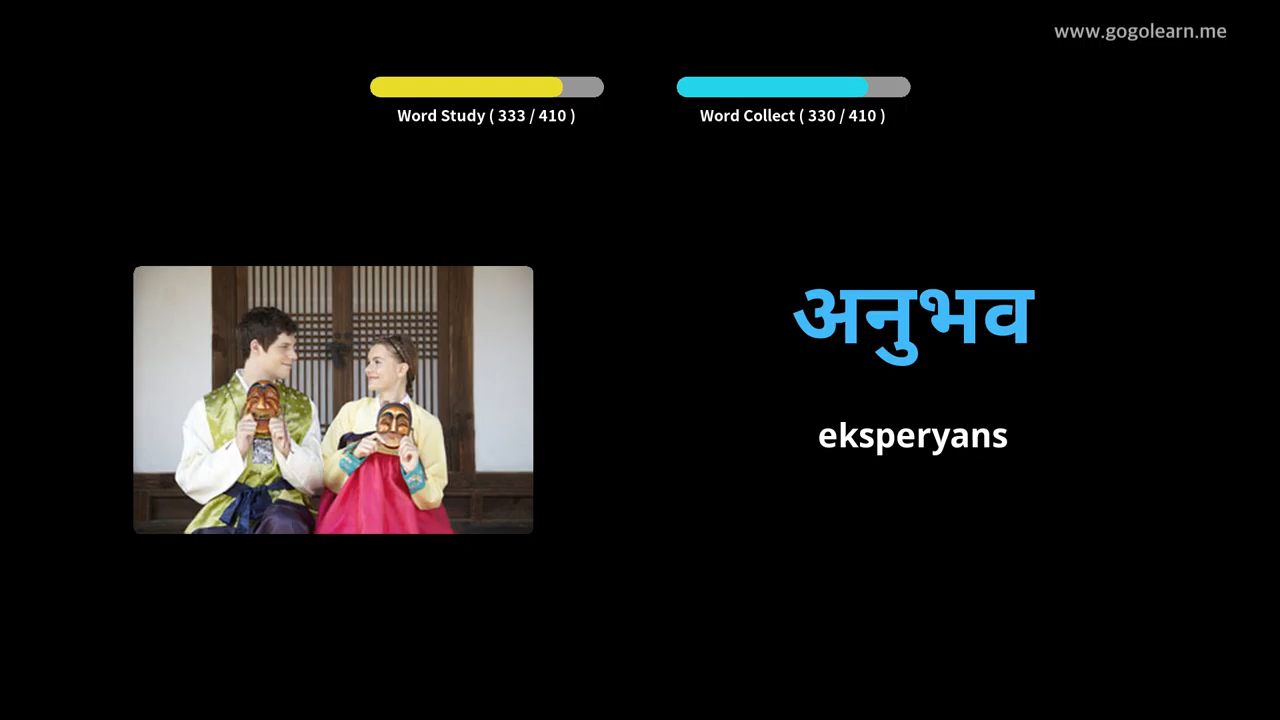 www.gogolearn.me
Word Study ( 333 / 410 )
Word Collect ( 330 / 410 )
अनुभव
eksperyans